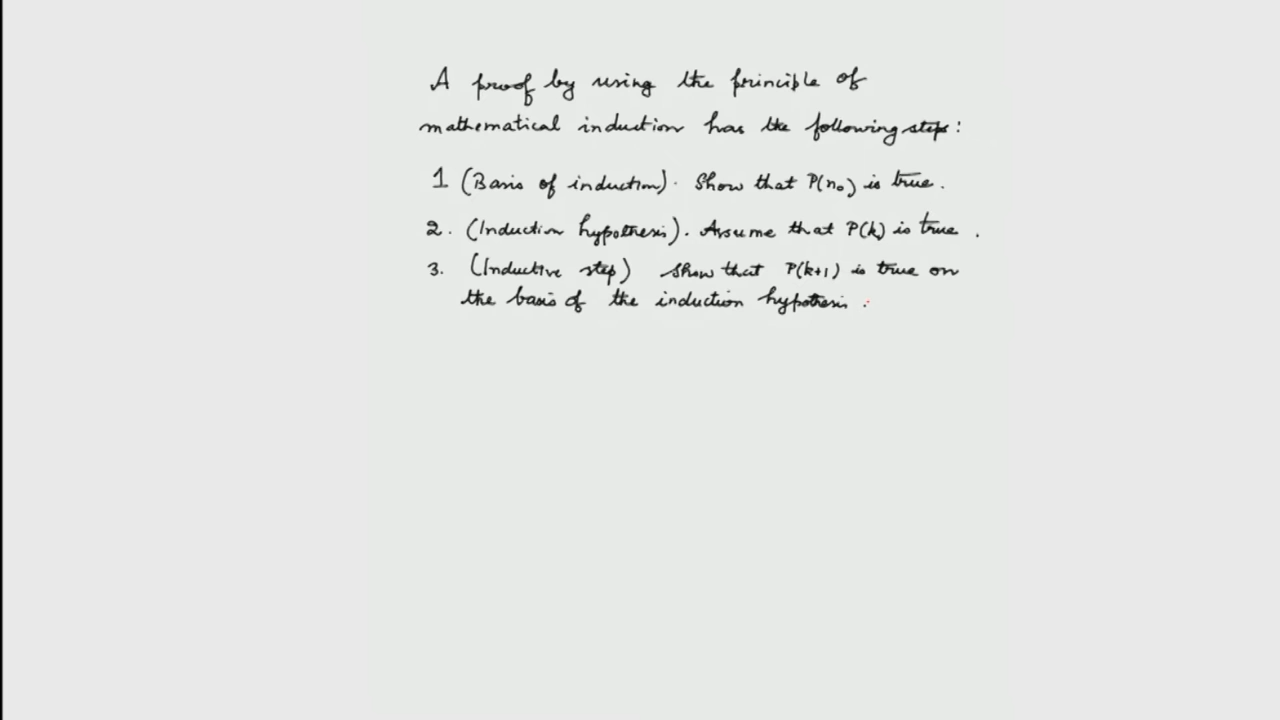 A proof by using the principle of
mathematical induction has the following steps:
1 (Basis of induction). Show that P(n₀) is true.
2. (Induction hypothesis). Assume that P(k) is true.
3. (Inductive step) Show that P(k+1) is true on
the basis of the induction hypothesis.